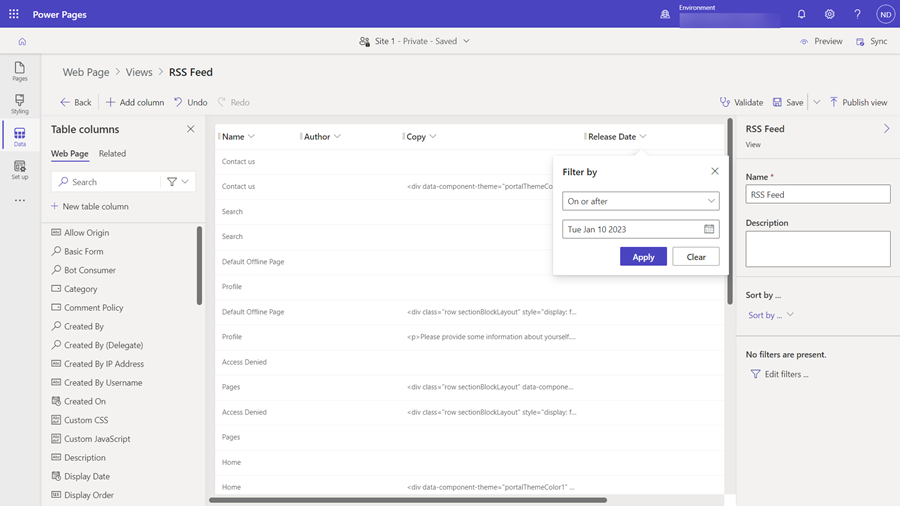 Power Pages
Environment
ND
Site 1 - Private - Saved
Preview
Sync
Pages
Styling
Data
Set up
Web Page > Views > RSS Feed
Back
Add column
Undo
Redo
Validate
Save
Publish view
Table columns
Web Page
Related
Search
New table column
Allow Origin
Basic Form
Bot Consumer
Category
Comment Policy
Created By
Created By (Delegate)
Created By IP Address
Created By Username
Created On
Custom CSS
Custom JavaScript
Description
Display Date
Display Order
Name
Author
Copy
Release Date
Contact us
Contact us
<div data-component-theme="portalThemeColo
Search
Search
Default Offline Page
Profile
Default Offline Page
<div class="row sectionBlockLayout" style="display: f...
Profile
<p>Please provide some information about yourself....
Access Denied
Pages
<div class="row sectionBlockLayout" data-compone...
Access Denied
<div class="row sectionBlockLayout" style="display: f...
Pages
Home
Home
<div data-component-theme="portalThemeColor1" ...
Filter by
On or after
Tue Jan 10 2023
Apply
Clear
RSS Feed
View
Name *
RSS Feed
Description
Sort by ...
Sort by ...
No filters are present.
Edit filters ...